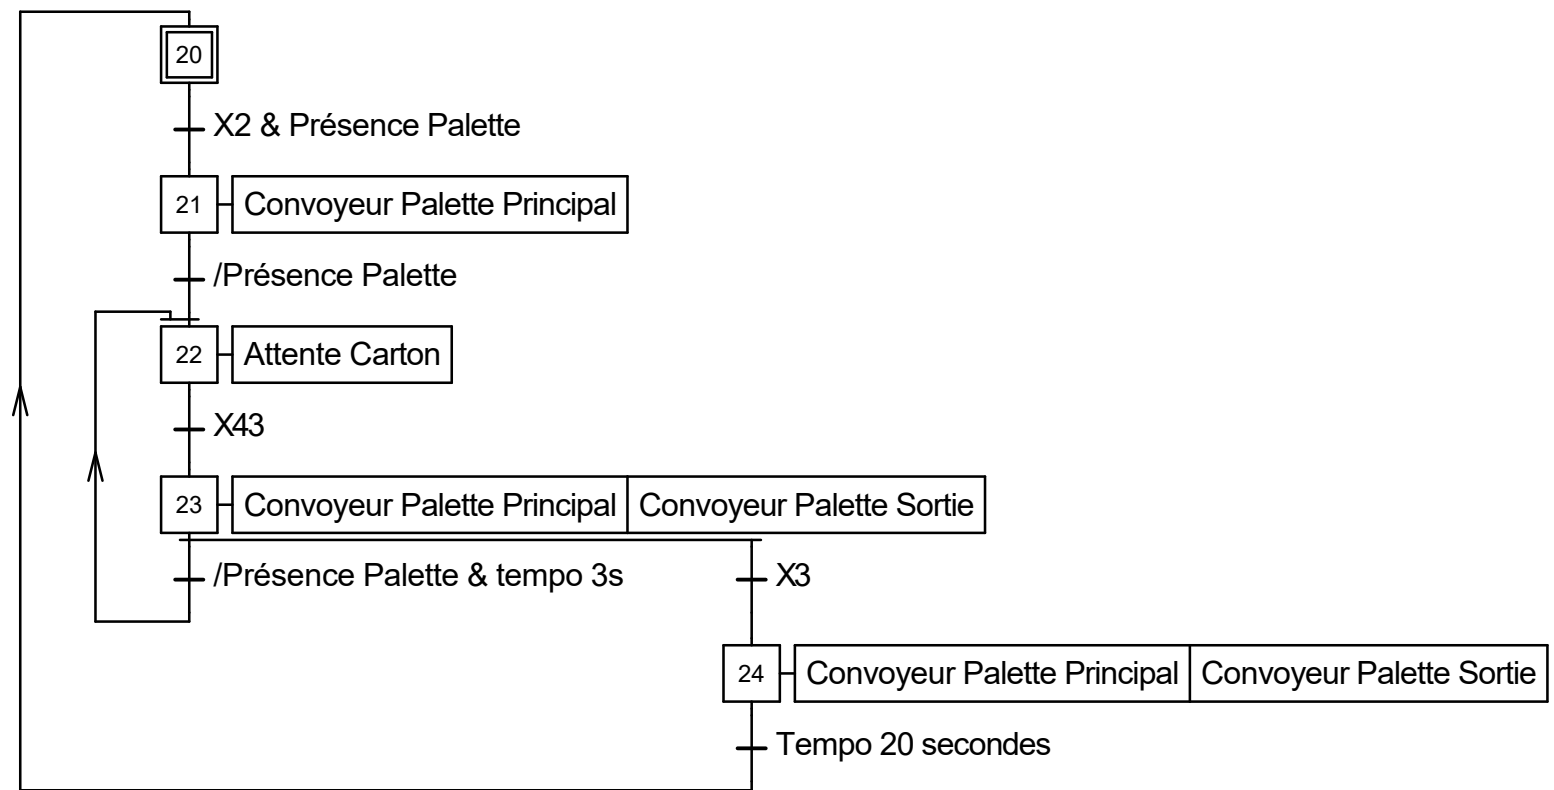 20
X2 & Présence Palette
21 Convoyeur Palette Principal
/Présence Palette
22 Attente Carton
X43
23 Convoyeur Palette Principal Convoyeur Palette Sortie
/Présence Palette & tempo 3s X3
24 Convoyeur Palette Principal Convoyeur Palette Sortie
Tempo 20 secondes